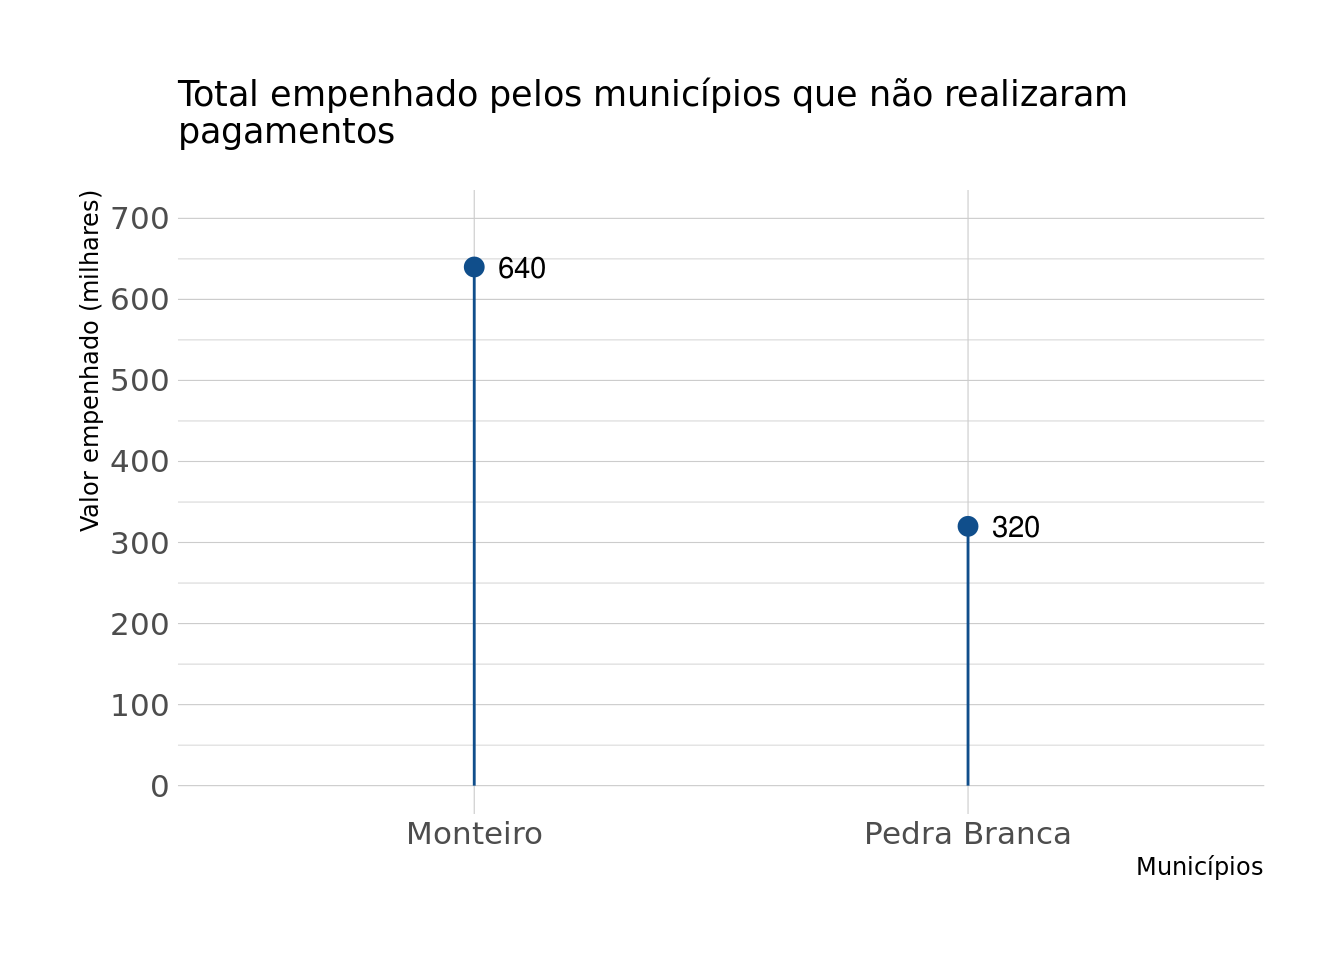 Total empenhado pelos municípios que não realizaram
pagamentos
Valor empenhado (milhares)
700
600
500
400
300
200
100
0
640
320
Monteiro
Pedra Branca
Municípios